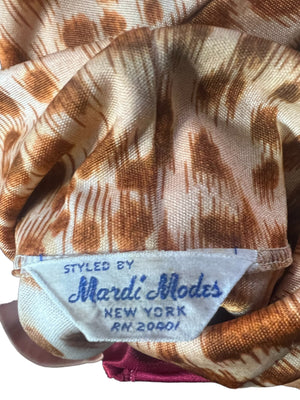 STYLED BY
Mardi Modes
NEW YORK
RN 20401